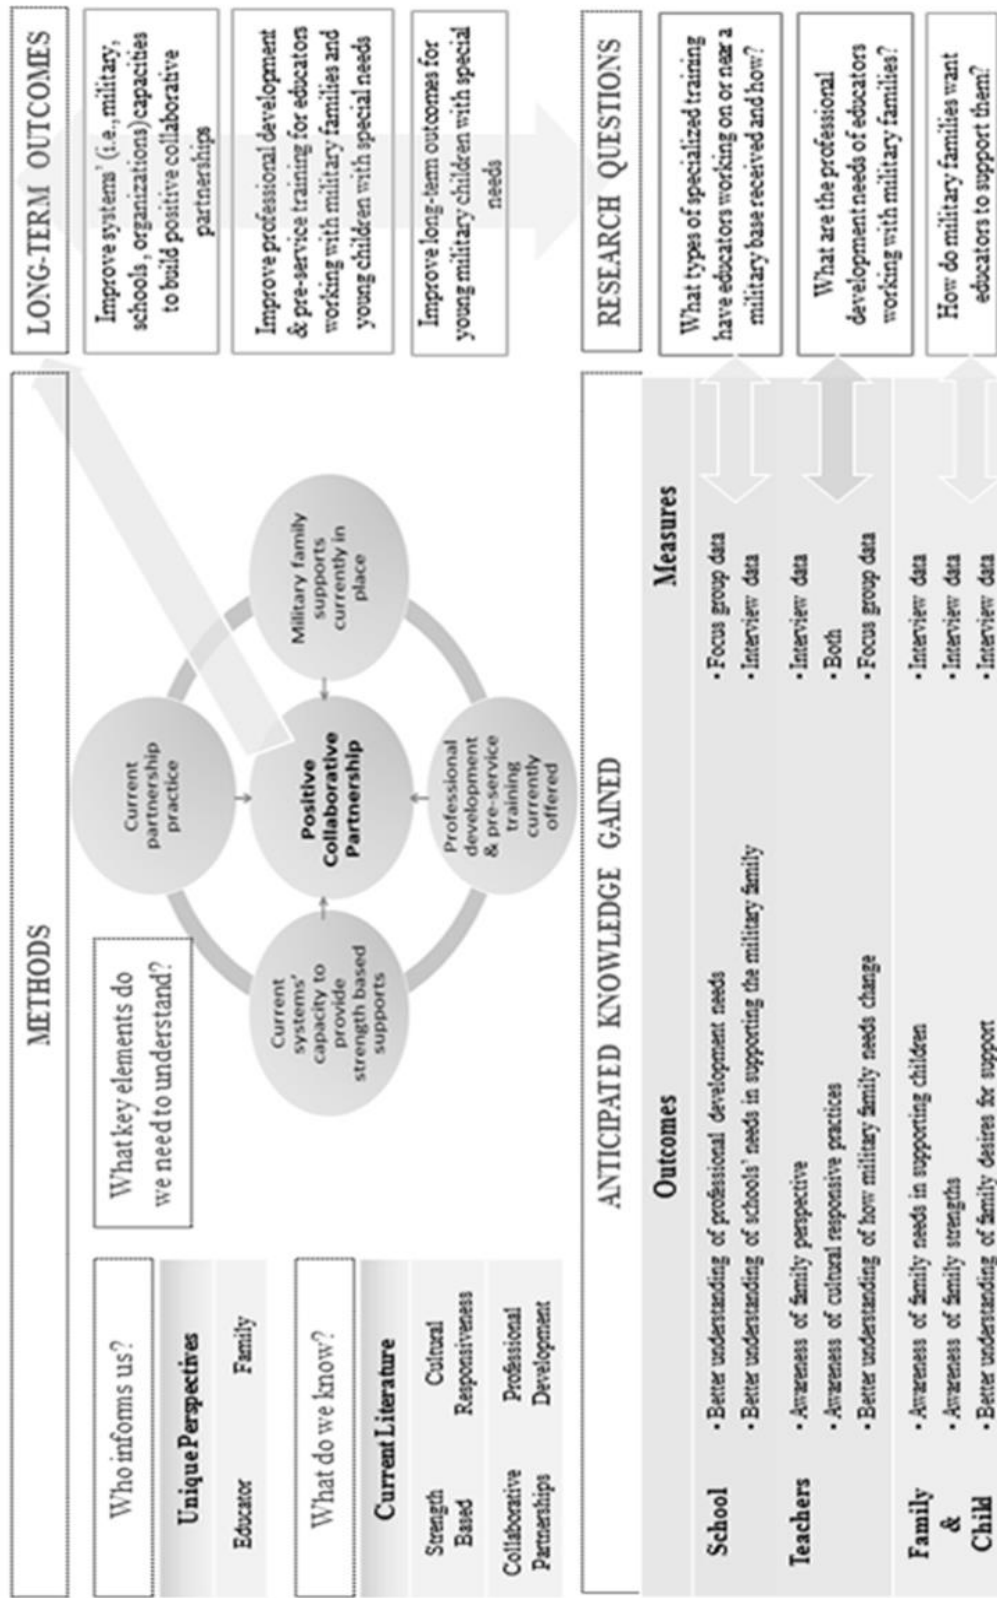 METHODS
Who informs us?
Unique Perspectives
Educator Family
What do we know?
Current Literature
Strength Based
Cultural Responsiveness
Collaborative Partnerships
Professional Development
What key elements do
we need to understand?
Current
partnership
practice
Current
systems'
capacity to
provide
strength based
supports
Positive
Collaborative
Partnership
Military family
supports
currently in
place
Professional
development
& pre-service
training
currently
offered
LONG-TERM OUTCOMES
Improve systems' (i.e., military,
schools, organizations) capacities
to build positive collaborative
partnerships
Improve professional development
& pre-service training for educators
working with military families and
young children with special needs
Improve long-term outcomes for
young military children with special
needs
ANTICIPATED KNOWLEDGE GAINED
Outcomes Measures
School
• Better understanding of professional development needs
• Better understanding of schools' needs in supporting the military family
• Focus group data
• Interview data
Teachers
• Awareness of family perspective
• Awareness of cultural responsive practices
• Better understanding of how military family needs change
• Interview data
• Both
• Focus group data
Family
&
Child
• Awareness of family needs in supporting children
• Awareness of family strengths
• Better understanding of family desires for support
• Interview data
• Interview data
• Interview data
RESEARCH QUESTIONS
What types of specialized training
have educators working on or near a
military base received and how?
What are the professional
development needs of educators
working with military families?
How do military families want
educators to support them?